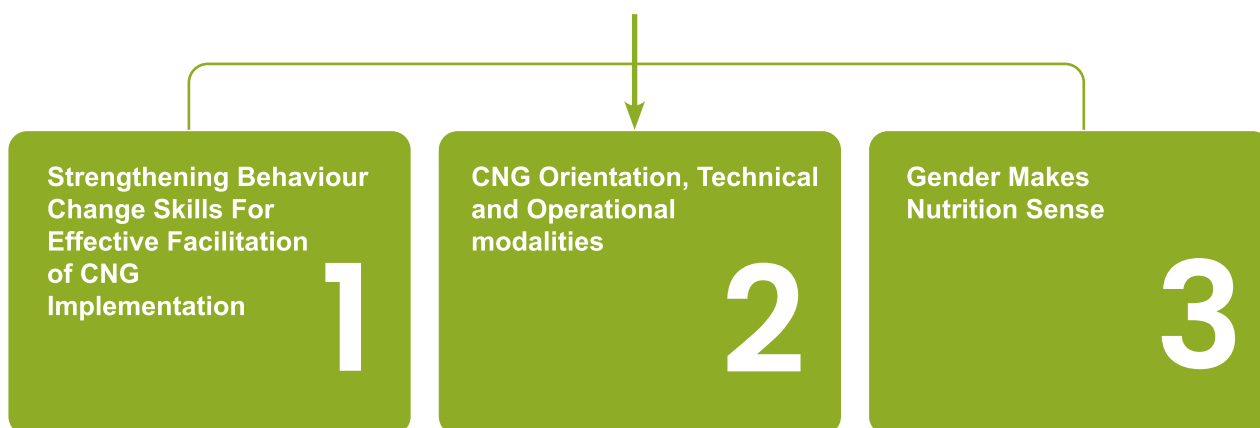 Strengthening Behaviour
Change Skills For
Effective Facilitation
of CNG
Implementation
1
CNG Orientation, Technical
and Operational
modalities
2
Gender Makes
Nutrition Sense
3